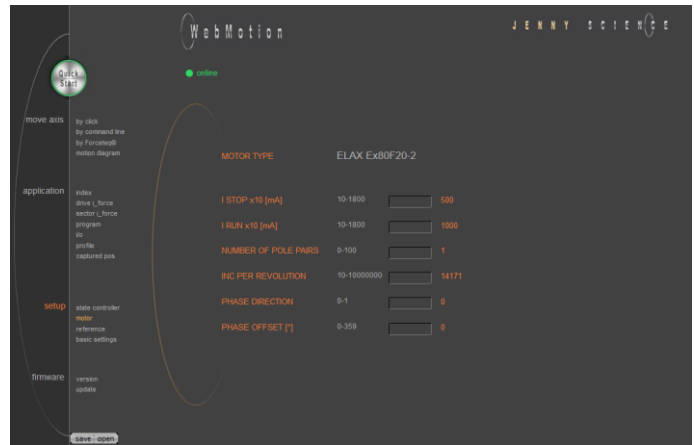 WebMotion
JENNY SCIENCE
Quick
Start
online
move axis
by click
by command line
by Forceteq®
motion diagram
MOTOR TYPE ELAX Ex80F20-2
application
index
drive i_force
sector i_force
program
i/o
profile
captured pos
I STOP x10 [mA] 10-1800 500
I RUN x10 [mA] 10-1800 1000
NUMBER OF POLE PAIRS 0-100 1
INC PER REVOLUTION 10-10000000 14171
PHASE DIRECTION 0-1 0
PHASE OFFSET [°] 0-359 0
setup
state controller
motor
reference
basic settings
firmware
version
update
save open